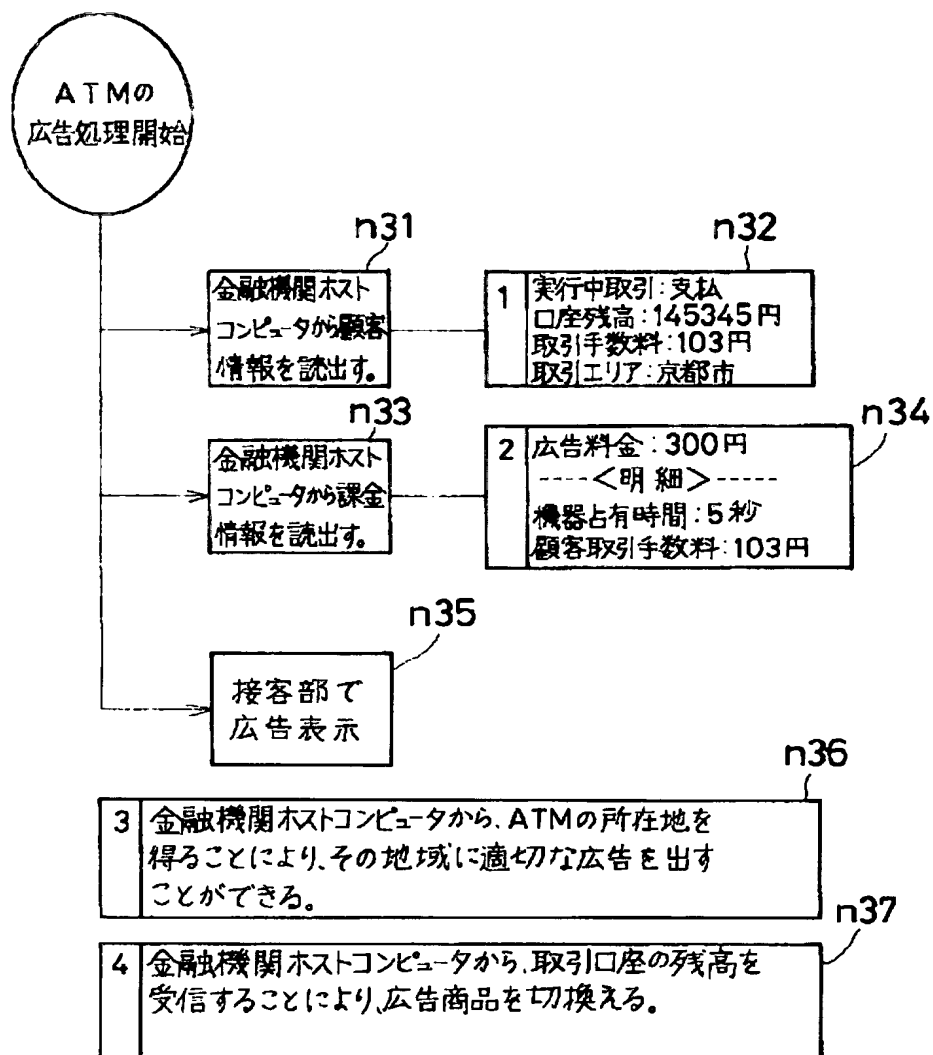 ATMの
広告処理開始
n31
金融機関ホスト
コンピュータから顧客
情報を読出す。
n32
1
実行中取引:支払
口座残高:145345円
取引手数料:103円
取引エリア:京都市
n33
金融機関ホスト
コンピュータから課金
情報を読出す。
n34
2
広告料金:300円
----<明細>-----
機器占有時間:5秒
顧客取引手数料:103円
n35
接客部で
広告表示
n36
3
金融機関ホストコンピュータから、ATMの所在地を
得ることにより、その地域に適切な広告を出す
ことができる。
n37
4
金融機関ホストコンピュータから、取引口座の残高を
受信することにより、広告商品を切換える。